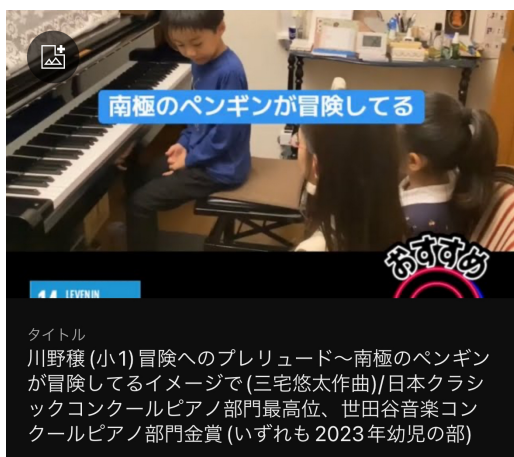 南極のペンギンが冒険してる
おすすめ
タイトル
川野穣(小1)冒険へのプレリュード〜南極のペンギン
が冒険してるイメージで(三宅悠太作曲)/日本クラシ
ックコンクールピアノ部門最高位、世田谷音楽コン
クールピアノ部門金賞(いずれも2023年幼児の部)